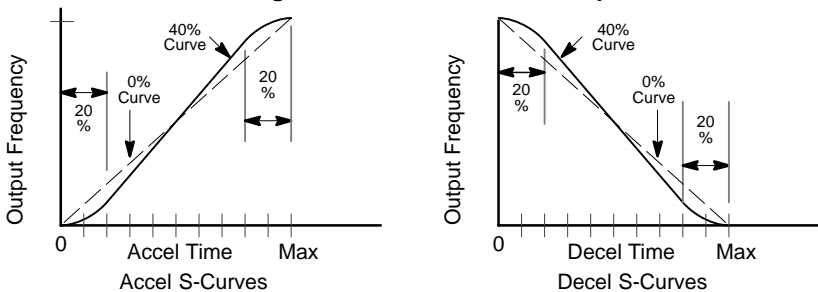 Output Frequency
40%
Curve
0%
Curve
20
%
20
%
0
Accel Time
Max
Accel S-Curves
Output Frequency
40%
Curve
0%
Curve
20
%
20
%
0
Decel Time
Max
Decel S-Curves